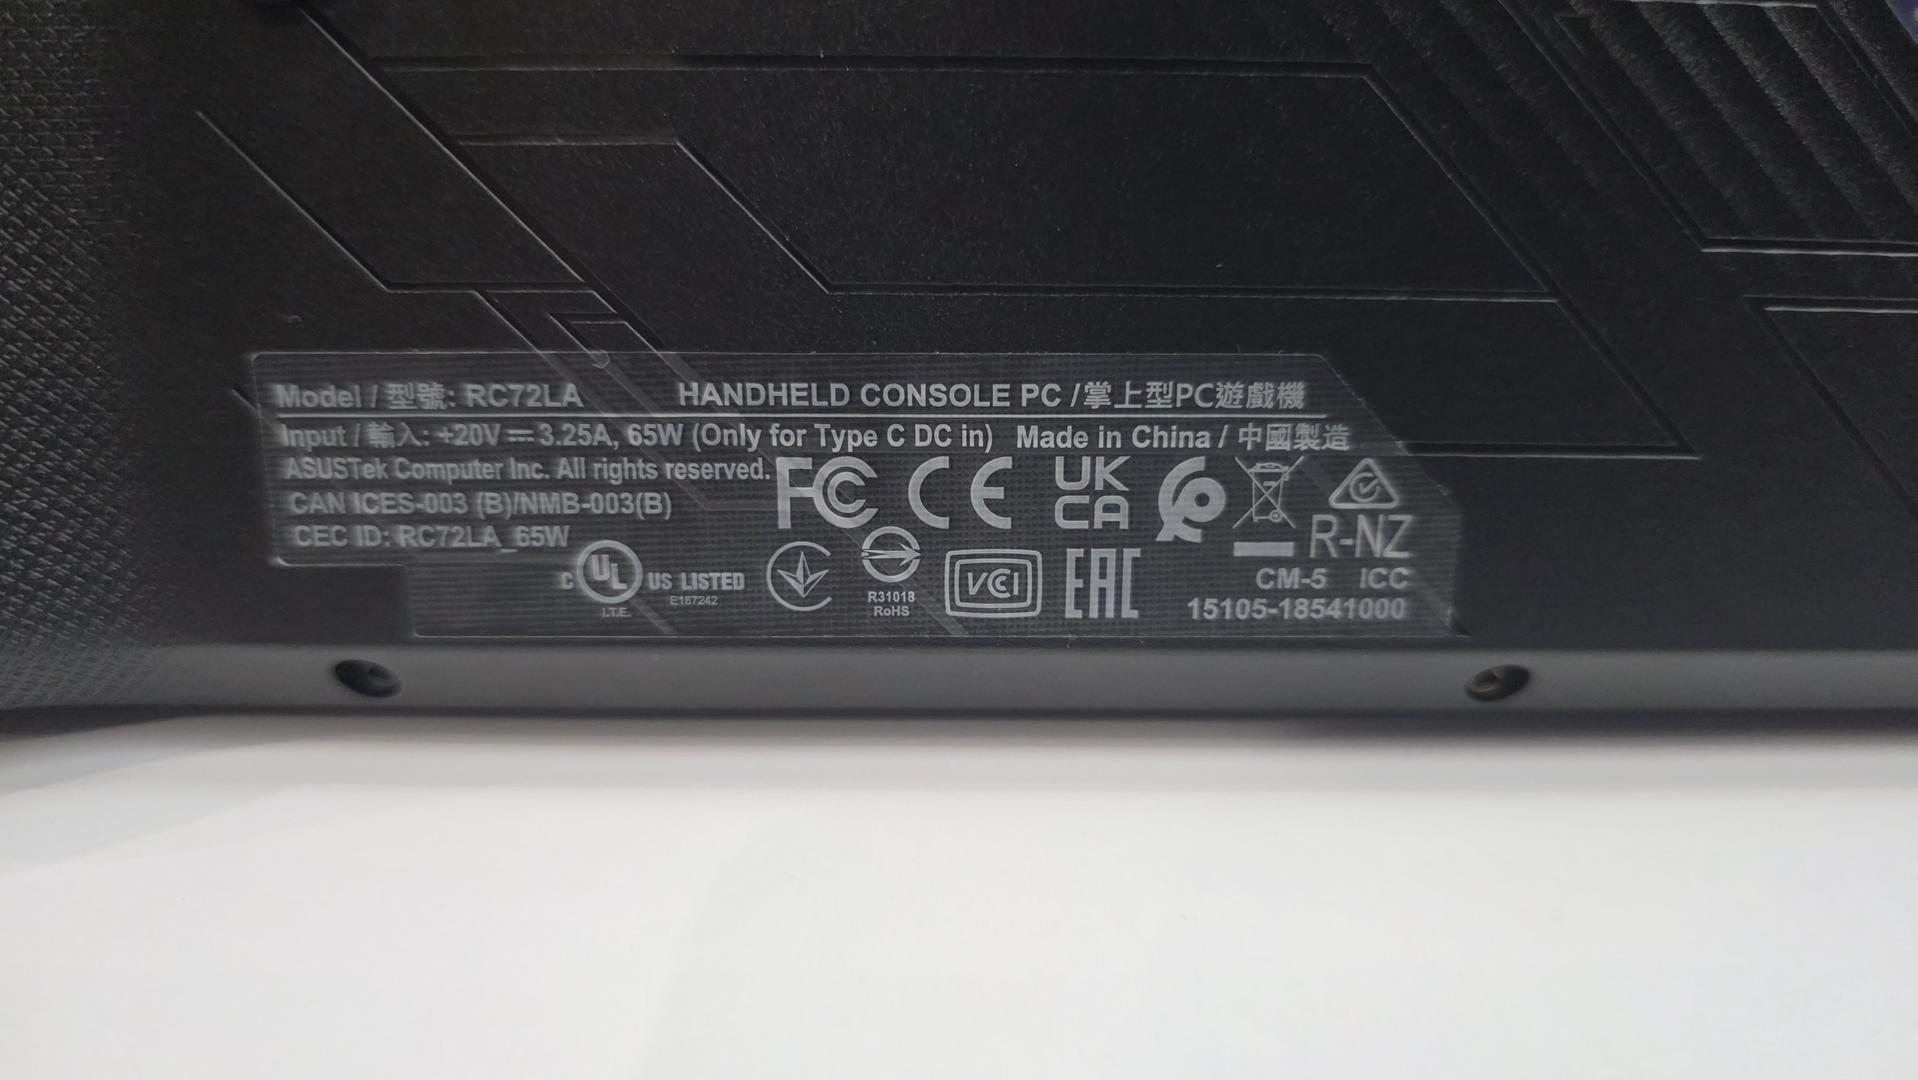 Model / 型號: RC72LA HANDHELD CONSOLE PC /掌上型PC遊戲機
Input / 輸入: +20V ⎓ 3.25A, 65W (Only for Type C DC in) Made in China / 中國製造
ASUSTek Computer Inc. All rights reserved.
CAN ICES-003 (B)/NMB-003(B)
CEC ID: RC72LA_65W
FC CE UK CA
R-NZ
c UL US LISTED
I.T.E. E187242
R31018
RoHS
VCCI
EAC
CM-5 ICC
15105-18541000